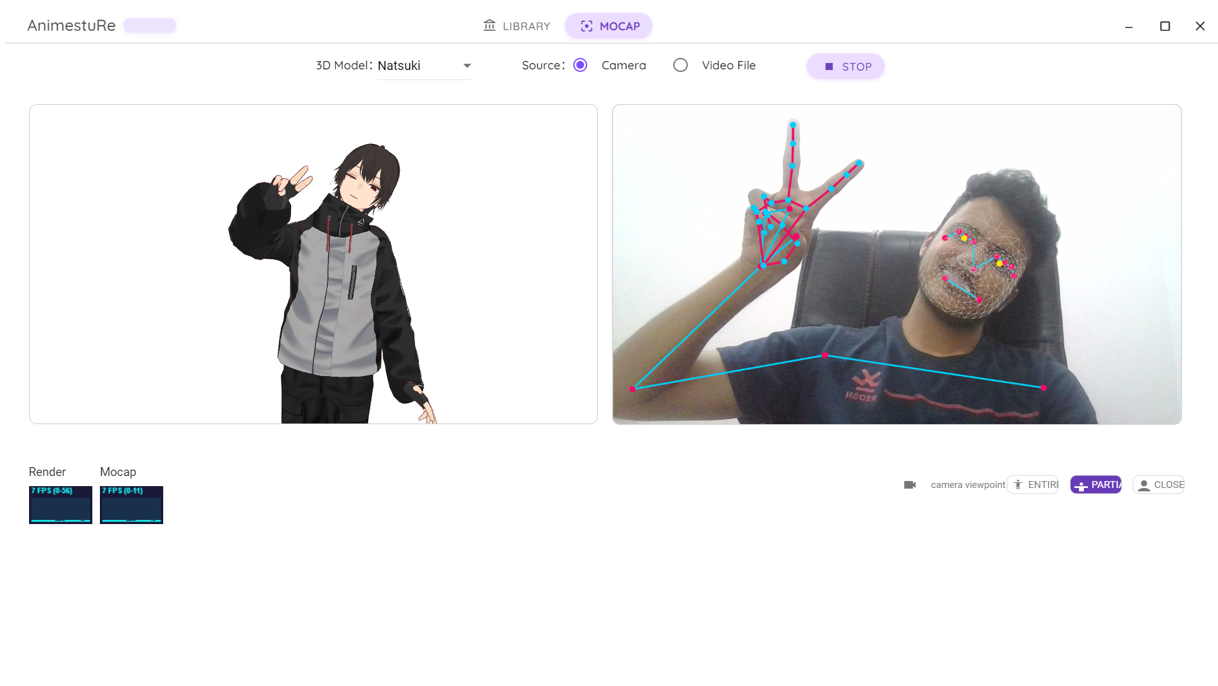 AnimestuRe
LIBRARY
MOCAP
3D Model:
Natsuki
Source:
Camera
Video File
STOP
Render
Mocap
7 FPS (0-56)
7 FPS (0-11)
camera viewpoint
ENTIRI
PARTIA
CLOSE